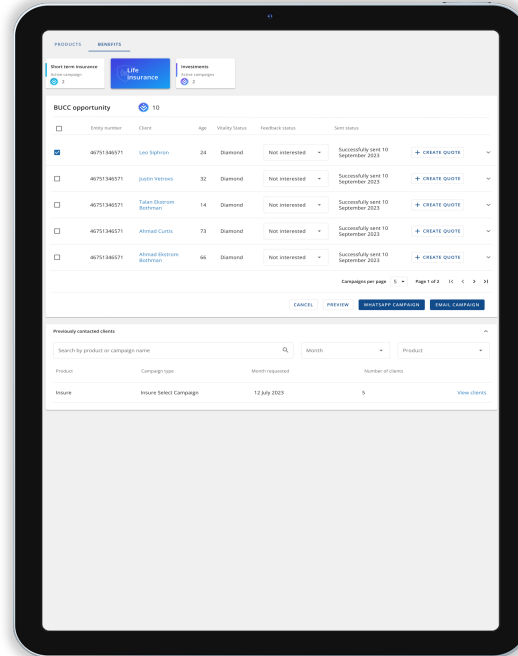 PRODUCTS BENEFITS
Short term insurance
Active campaign
2
Life
insurance
Investments
Active campaign
2
BUCC opportunity 10
Entity number Client Age Vitality Status Feedback status Sent status
46751346571 Leo Siphron 24 Diamond Not interested Successfully sent 10 September 2023 + CREATE QUOTE
46751346571 Justin Vetrovs 32 Diamond Not interested Successfully sent 10 September 2023 + CREATE QUOTE
46751346571 Talan Ekstrom Bothman 14 Diamond Not interested Successfully sent 10 September 2023 + CREATE QUOTE
46751346571 Ahmad Curtis 73 Diamond Not interested Successfully sent 10 September 2023 + CREATE QUOTE
46751346571 Ahmad Ekstrom Bothman 66 Diamond Not interested Successfully sent 10 September 2023 + CREATE QUOTE
Campaigns per page 5 Page 1 of 2
CANCEL PREVIEW WHATSAPP CAMPAIGN EMAIL CAMPAIGN
Previously contacted clients
Search by product or campaign name Month Product
Product Campaign type Month requested Number of clients
Insure Insure Select Campaign 12 July 2023 5 View clients